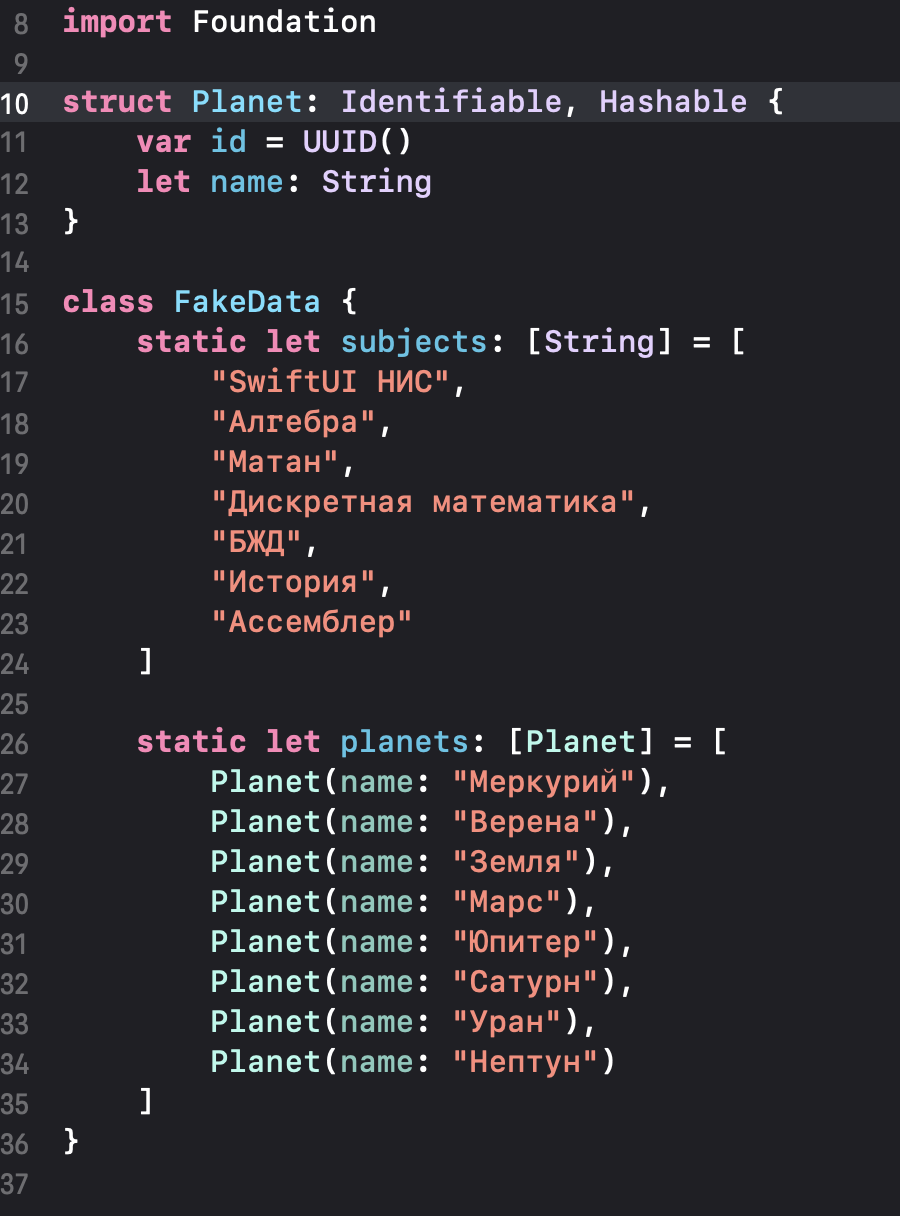 8 import Foundation
9
10 struct Planet: Identifiable, Hashable {
11     var id = UUID()
12     let name: String
13 }
14
15 class FakeData {
16     static let subjects: [String] = [
17         "SwiftUI НИС",
18         "Алгебра",
19         "Матан",
20         "Дискретная математика",
21         "БЖД",
22         "История",
23         "Ассемблер"
24     ]
25
26     static let planets: [Planet] = [
27         Planet(name: "Меркурий"),
28         Planet(name: "Верена"),
29         Planet(name: "Земля"),
30         Planet(name: "Марс"),
31         Planet(name: "Юпитер"),
32         Planet(name: "Сатурн"),
33         Planet(name: "Уран"),
34         Planet(name: "Нептун")
35     ]
36 }
37